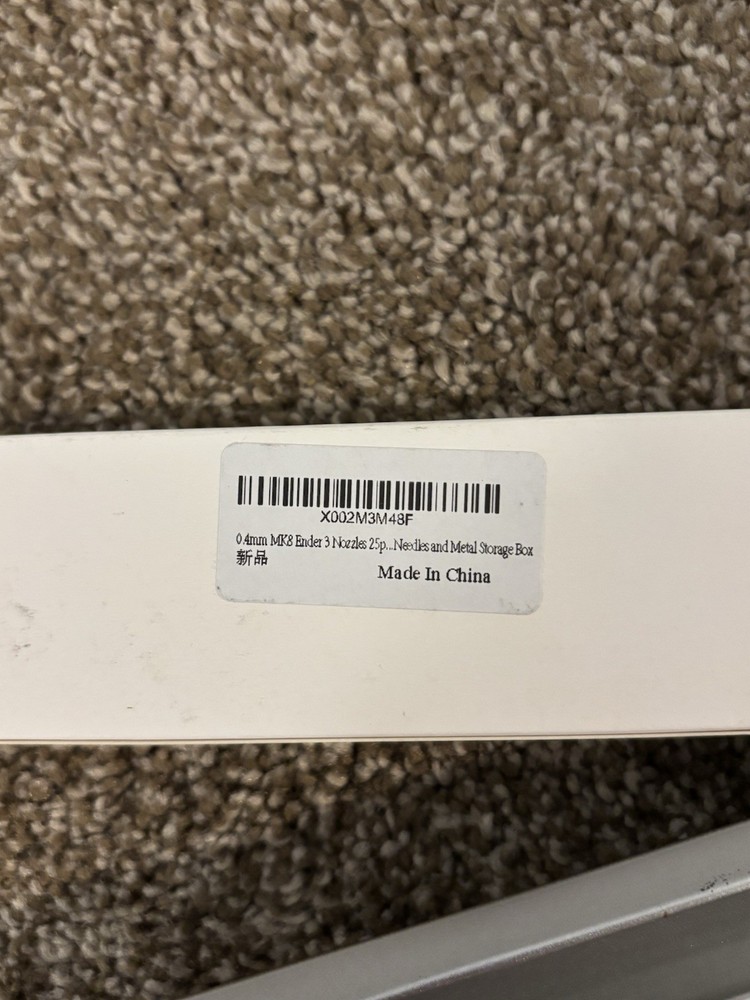 X002M3M48F
0.4mm MK8 Ender 3 Nozzles 25p...Needles and Metal Storage Box
新品
Made In China